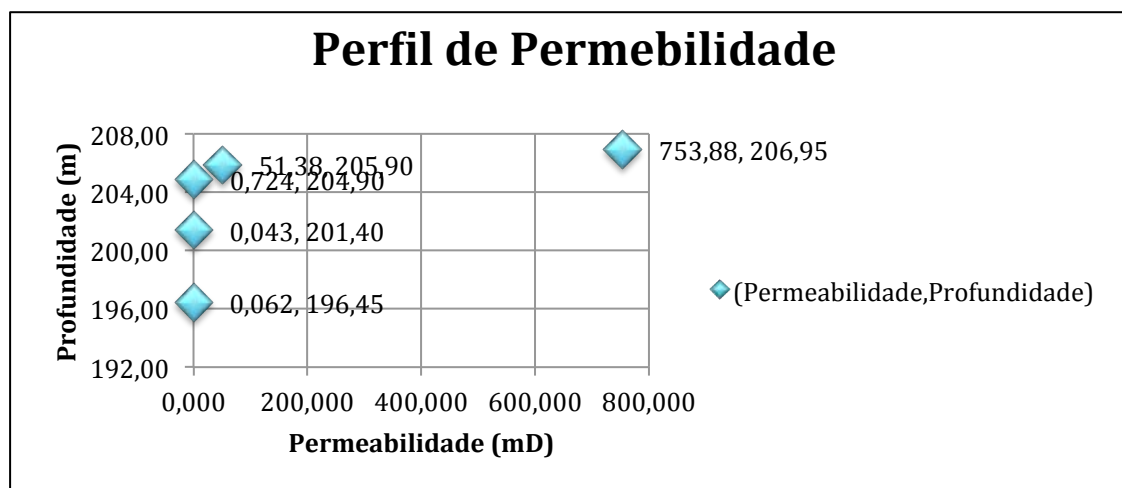 Perfil de Permebilidade
Profundidade (m)
208,00
204,00
200,00
196,00
192,00
753,88, 206,95
51,38, 205,90
0,724, 204,90
0,043, 201,40
0,062, 196,45
(Permeabilidade,Profundidade)
0,000 200,000 400,000 600,000 800,000
Permeabilidade (mD)